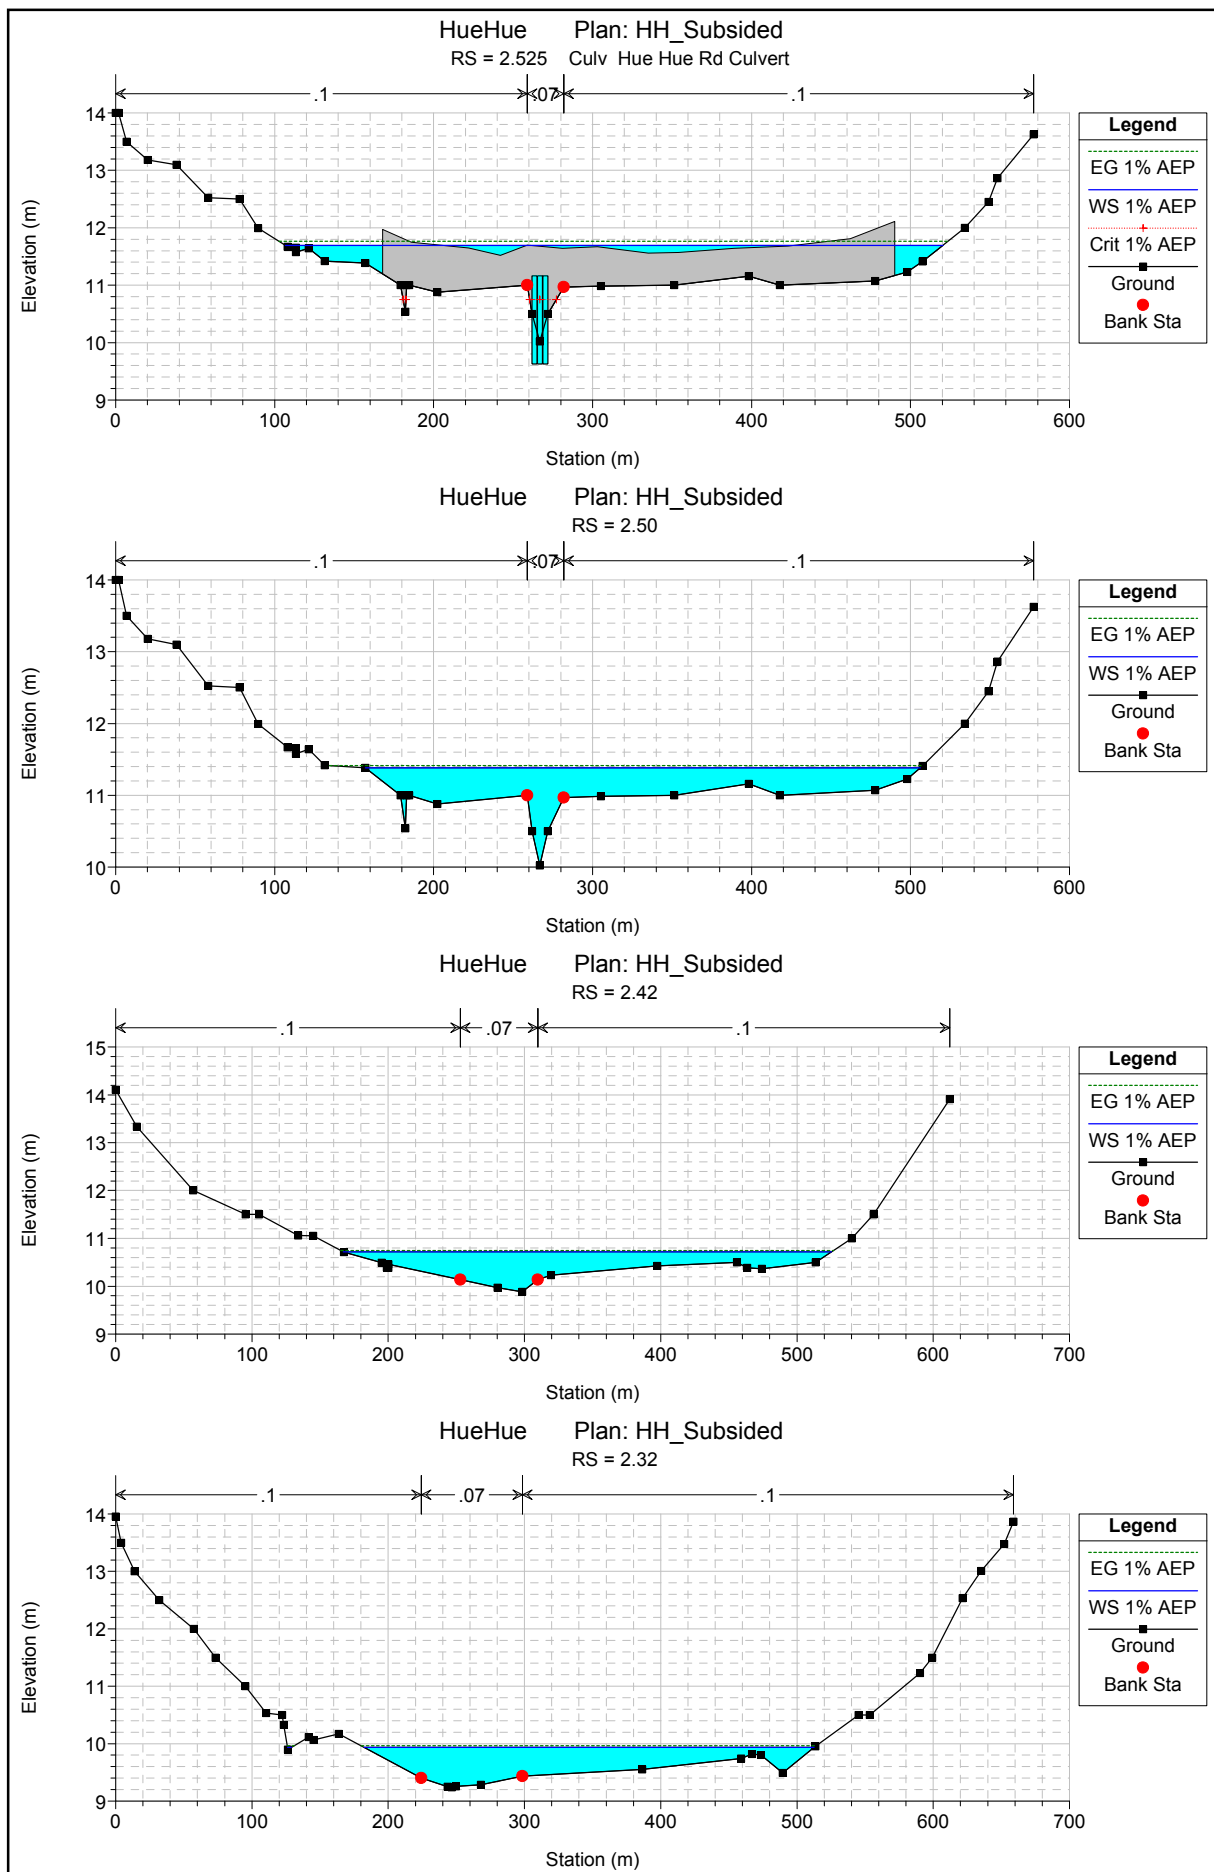 HueHue Plan: HH_Subsided
RS = 2.525 Culv Hue Hue Rd Culvert
.1 .07 .1
14
13
12
11
10
9
Elevation (m)
0 100 200 300 400 500 600
Station (m)
Legend
EG 1% AEP
WS 1% AEP
Crit 1% AEP
Ground
Bank Sta
HueHue Plan: HH_Subsided
RS = 2.50
.1 .07 .1
14
13
12
11
10
Elevation (m)
0 100 200 300 400 500 600
Station (m)
Legend
EG 1% AEP
WS 1% AEP
Ground
Bank Sta
HueHue Plan: HH_Subsided
RS = 2.42
.1 .07 .1
15
14
13
12
11
10
9
Elevation (m)
0 100 200 300 400 500 600 700
Station (m)
Legend
EG 1% AEP
WS 1% AEP
Ground
Bank Sta
HueHue Plan: HH_Subsided
RS = 2.32
.1 .07 .1
14
13
12
11
10
9
Elevation (m)
0 100 200 300 400 500 600 700
Station (m)
Legend
EG 1% AEP
WS 1% AEP
Ground
Bank Sta